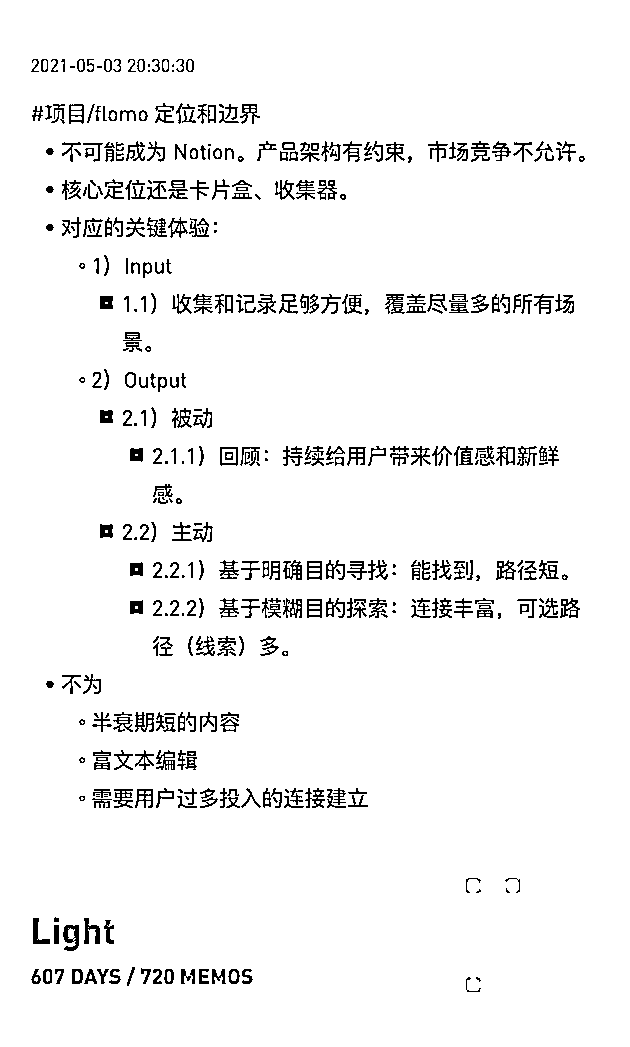 2021-05-03 20:30:30
#项目/flomo 定位和边界
• 不可能成为 Notion。产品架构有约束，市场竞争不允许。
• 核心定位还是卡片盒、收集器。
• 对应的关键体验：
◦ 1）Input
▪ 1.1）收集和记录足够方便，覆盖尽量多的所有场
景。
◦ 2）Output
▪ 2.1）被动
▪ 2.1.1）回顾：持续给用户带来价值感和新鲜
感。
▪ 2.2）主动
▪ 2.2.1）基于明确目的寻找：能找到，路径短。
▪ 2.2.2）基于模糊目的探索：连接丰富，可选路
径（线索）多。
• 不为
◦ 半衰期短的内容
◦ 富文本编辑
◦ 需要用户过多投入的连接建立
Light
607 DAYS / 720 MEMOS